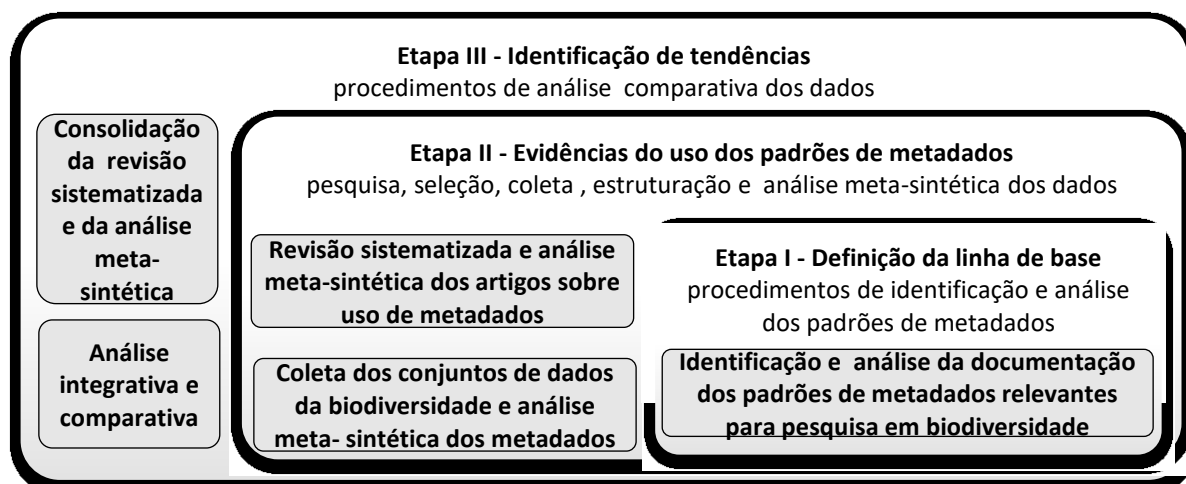 Etapa III - Identificação de tendências
procedimentos de análise comparativa dos dados
Consolidação
da revisão
sistematizada
e da análise
meta-
sintética
Análise
integrativa e
comparativa
Etapa II - Evidências do uso dos padrões de metadados
pesquisa, seleção, coleta , estruturação e análise meta-sintética dos dados
Revisão sistematizada e análise
meta-sintética dos artigos sobre
uso de metadados
Coleta dos conjuntos de dados
da biodiversidade e análise
meta- sintética dos metadados
Etapa I - Definição da linha de base
procedimentos de identificação e análise
dos padrões de metadados
Identificação e análise da documentação
dos padrões de metadados relevantes
para pesquisa em biodiversidade